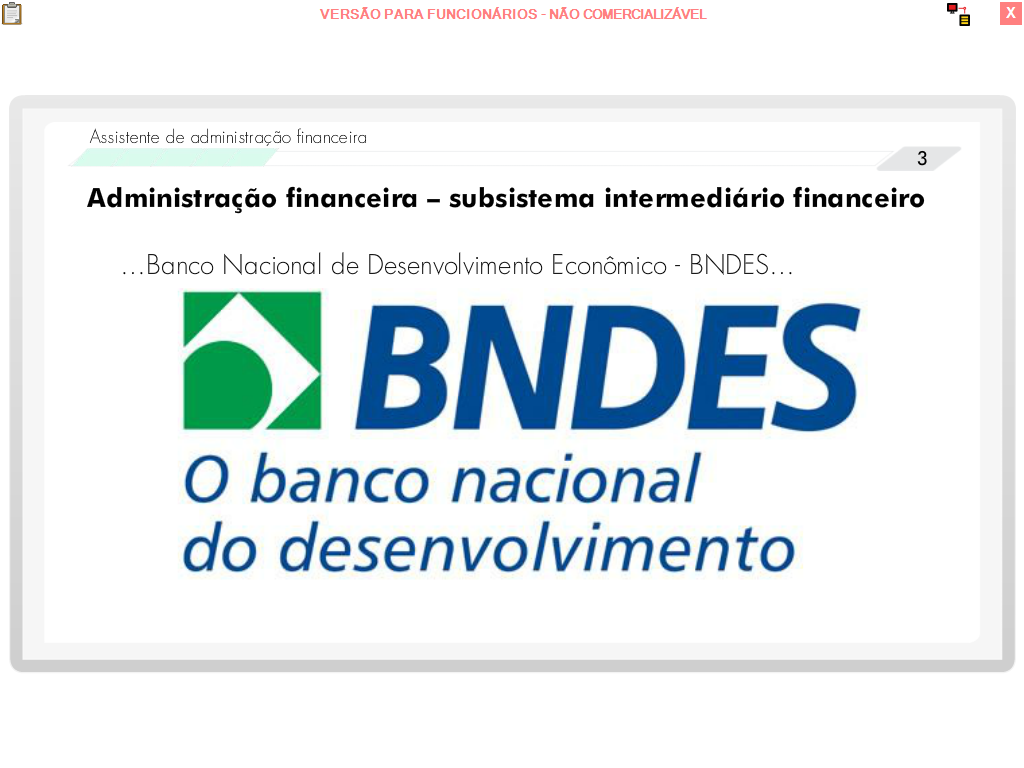 VERSÃO PARA FUNCIONÁRIOS - NÃO COMERCIALIZÁVEL
X
Assistente de administração financeira
3
Administração financeira – subsistema intermediário financeiro
...Banco Nacional de Desenvolvimento Econômico - BNDES...
BNDES
O banco nacional
do desenvolvimento